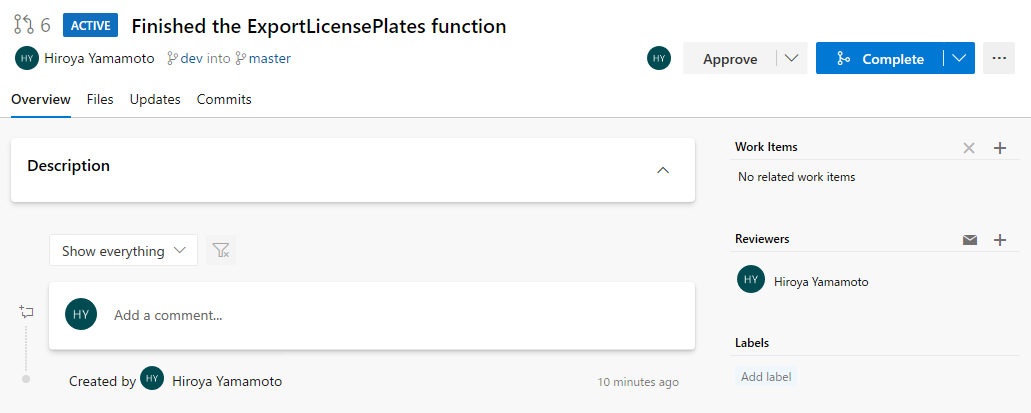 6 ACTIVE Finished the ExportLicensePlates function
HY Hiroya Yamamoto dev into master HY Approve Complete ...
Overview Files Updates Commits
Description
Work Items
No related work items
Show everything
Reviewers
HY Hiroya Yamamoto
HY Add a comment...
Labels
Add label
Created by HY Hiroya Yamamoto 10 minutes ago